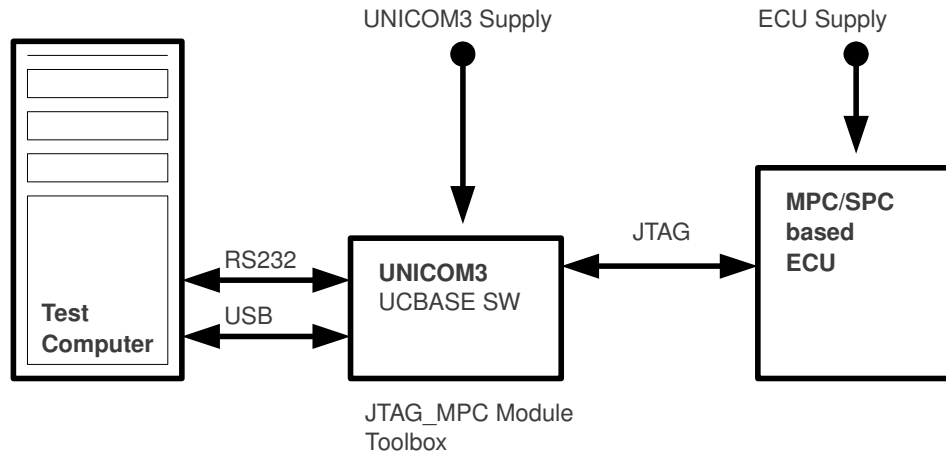 UNICOM3 Supply
ECU Supply
MPC/SPC
based
ECU
JTAG
RS232
UNICOM3
UCBASE SW
USB
Test
Computer
JTAG_MPC Module
Toolbox